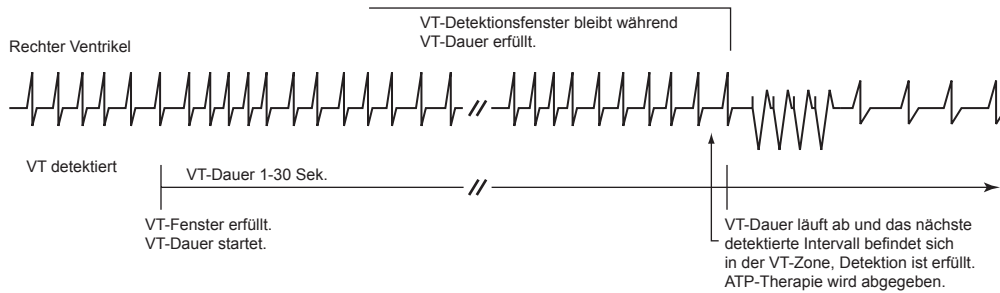 VT-Detektionsfenster bleibt während
VT-Dauer erfüllt.
Rechter Ventrikel
VT detektiert
VT-Dauer 1-30 Sek.
VT-Fenster erfüllt.
VT-Dauer startet.
VT-Dauer läuft ab und das nächste
detektierte Intervall befindet sich
in der VT-Zone, Detektion ist erfüllt.
ATP-Therapie wird abgegeben.